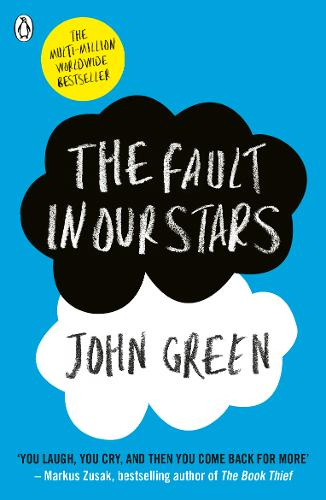 THE
MULTI-MILLION
WORLDWIDE
BESTSELLER
THE FAULT
IN OUR STARS
JOHN GREEN
‘YOU LAUGH, YOU CRY, AND THEN YOU COME BACK FOR MORE’
– Markus Zusak, bestselling author of The Book Thief